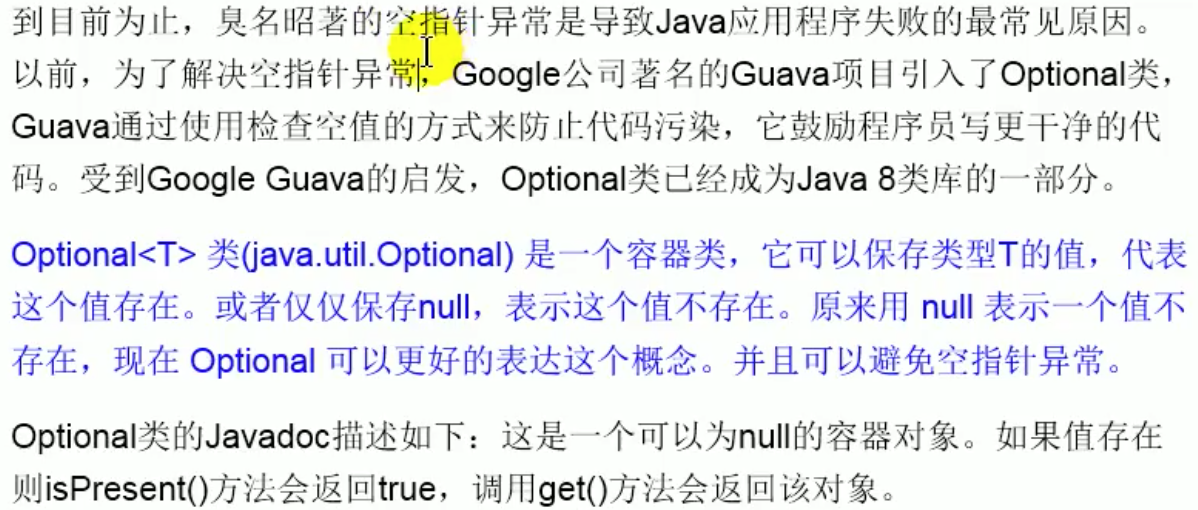 到目前为止，臭名昭著的空指针异常是导致Java应用程序失败的最常见原因。
以前，为了解决空指针异常，Google公司著名的Guava项目引入了Optional类，
Guava通过使用检查空值的方式来防止代码污染，它鼓励程序员写更干净的代
码。受到Google Guava的启发，Optional类已经成为Java 8类库的一部分。
Optional<T> 类(java.util.Optional) 是一个容器类，它可以保存类型T的值，代表
这个值存在。或者仅仅保存null，表示这个值不存在。原来用 null 表示一个值不
存在，现在 Optional 可以更好的表达这个概念。并且可以避免空指针异常。
Optional类的Javadoc描述如下：这是一个可以为null的容器对象。如果值存在
则isPresent()方法会返回true，调用get()方法会返回该对象。